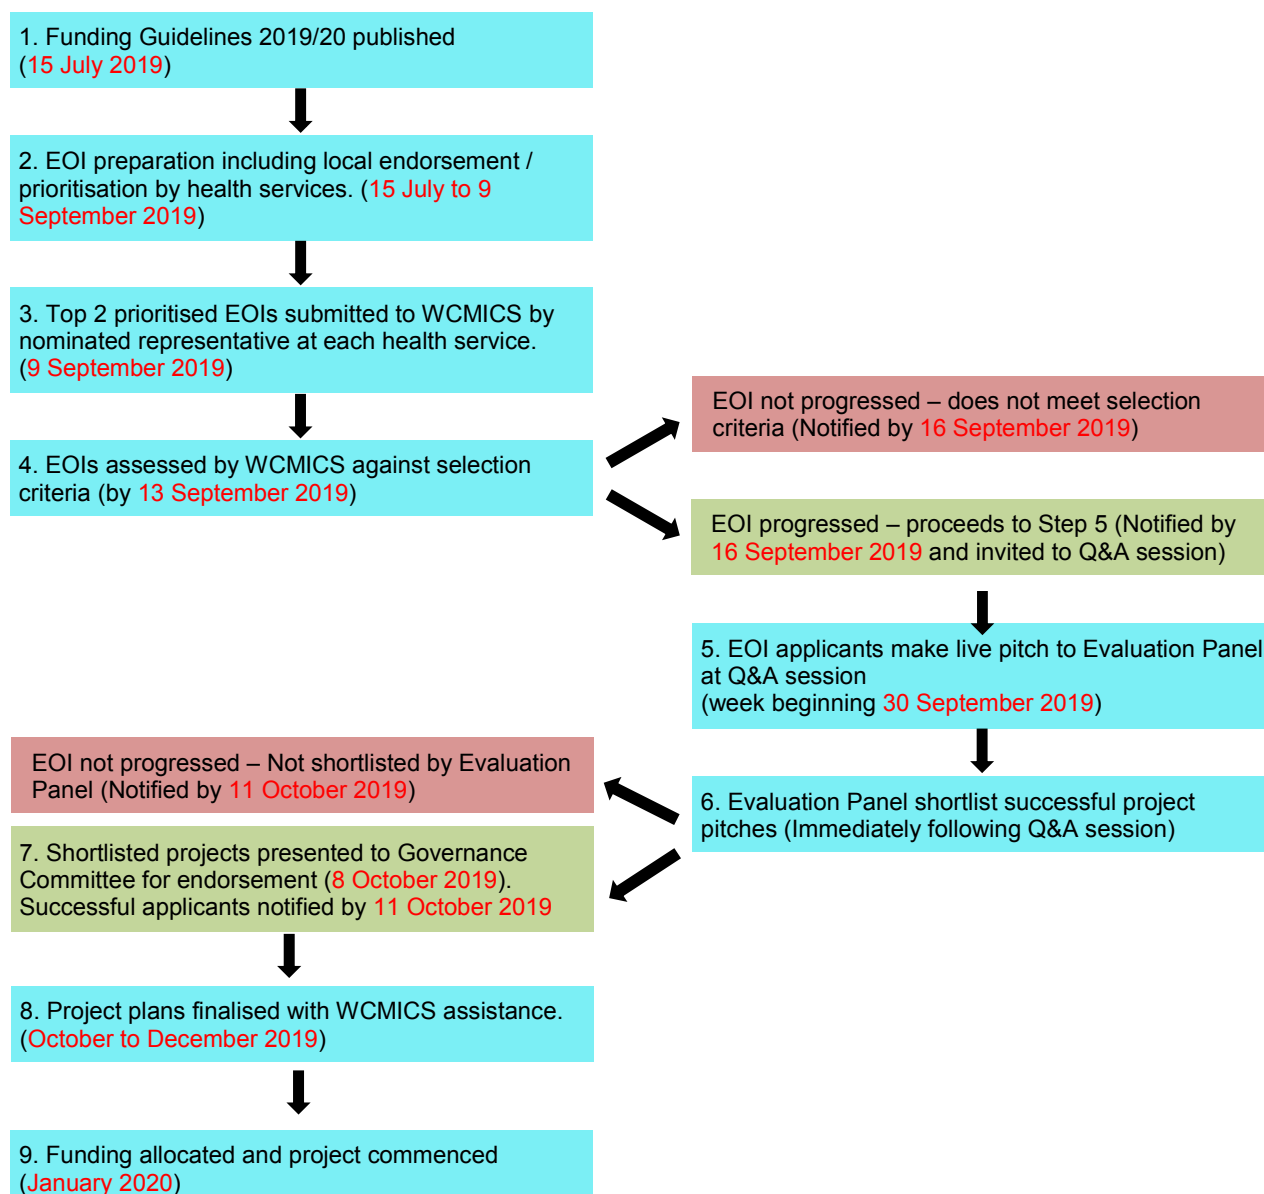 1. Funding Guidelines 2019/20 published
(15 July 2019)
2. EOI preparation including local endorsement /
prioritisation by health services. (15 July to 9
September 2019)
3. Top 2 prioritised EOIs submitted to WCMICS by
nominated representative at each health service.
(9 September 2019)
4. EOIs assessed by WCMICS against selection
criteria (by 13 September 2019)
EOI not progressed – does not meet selection
criteria (Notified by 16 September 2019)
EOI progressed – proceeds to Step 5 (Notified by
16 September 2019 and invited to Q&A session)
5. EOI applicants make live pitch to Evaluation Panel
at Q&A session
(week beginning 30 September 2019)
6. Evaluation Panel shortlist successful project
pitches (Immediately following Q&A session)
EOI not progressed – Not shortlisted by Evaluation
Panel (Notified by 11 October 2019)
7. Shortlisted projects presented to Governance
Committee for endorsement (8 October 2019).
Successful applicants notified by 11 October 2019
8. Project plans finalised with WCMICS assistance.
(October to December 2019)
9. Funding allocated and project commenced
(January 2020)